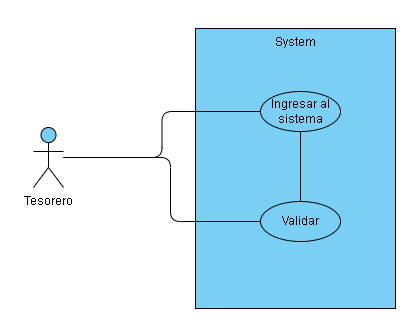 System
Ingresar al
sistema
Tesorero
Validar